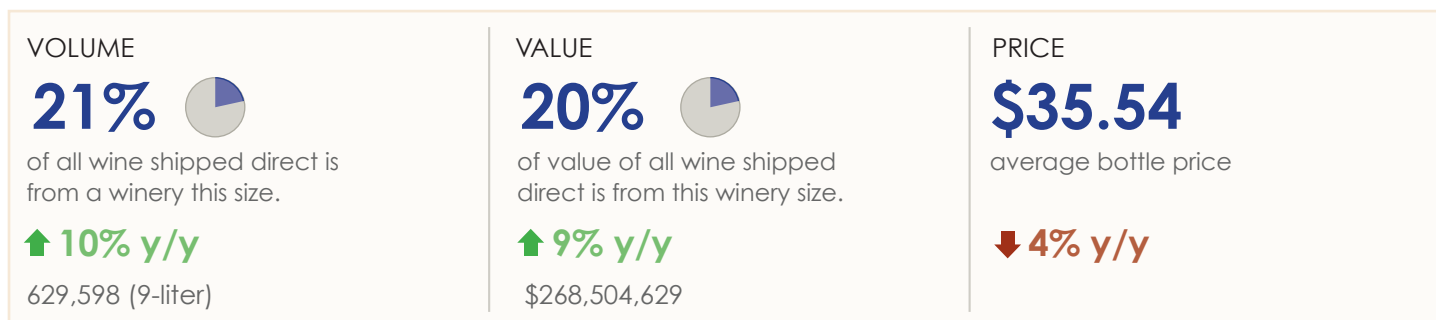 VOLUME
21%
of all wine shipped direct is
from a winery this size.
10% y/y
629,598 (9-liter)
VALUE
20%
of value of all wine shipped
direct is from this winery size.
9% y/y
$268,504,629
PRICE
$35.54
average bottle price
4% y/y